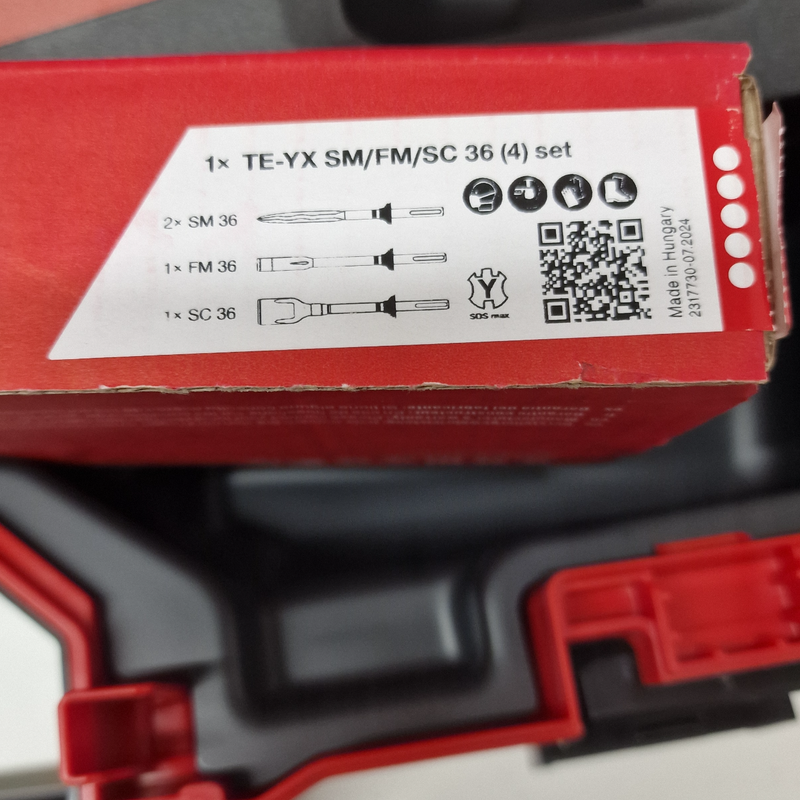 1× TE-YX SM/FM/SC 36 (4) set
2× SM 36
1× FM 36
1× SC 36
Y
SDS max
Made in Hungary
2317730-07.2024